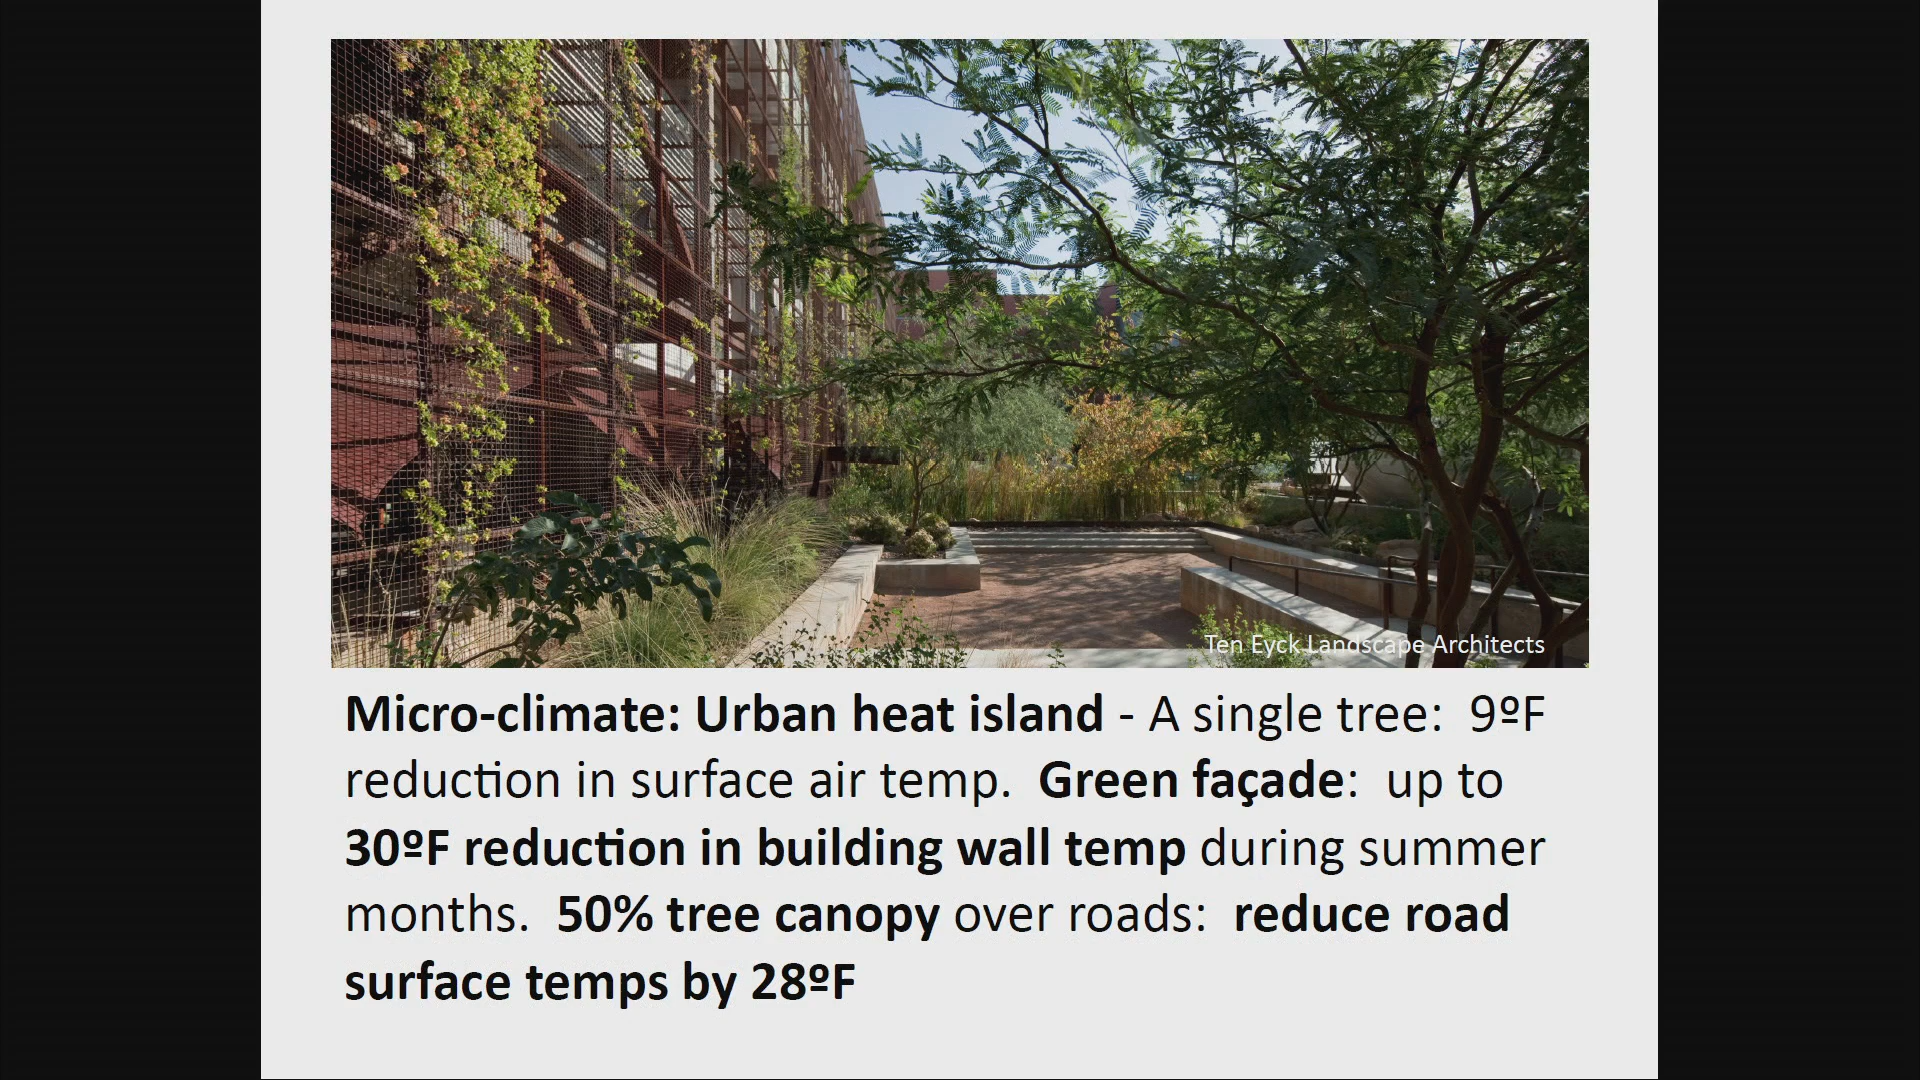 Ten Eyck Landscape Architects
Micro-climate: Urban heat island - A single tree:  9ºF
reduction in surface air temp.  Green façade:  up to
30ºF reduction in building wall temp during summer
months.  50% tree canopy over roads:  reduce road
surface temps by 28ºF